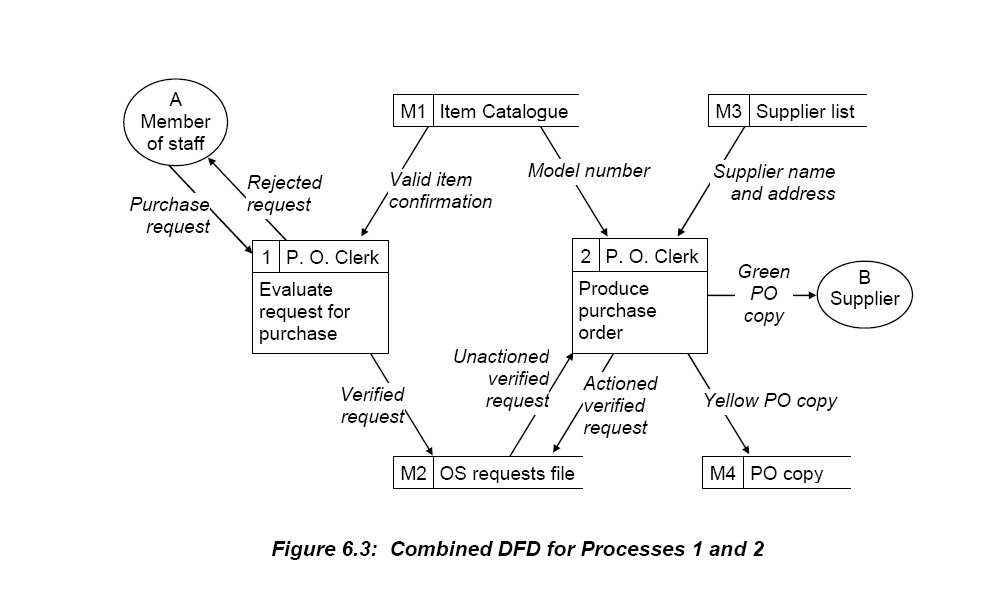 A
Member
of staff
M1 Item Catalogue
M3 Supplier list
Rejected
request
Valid item
confirmation
Model number
Supplier name
and address
Purchase
request
1 P. O. Clerk
Evaluate
request for
purchase
2 P. O. Clerk
Produce
purchase
order
Green
PO
copy
B
Supplier
Verified
request
Unactioned
verified
request
Actioned
verified
request
Yellow PO copy
M2 OS requests file
M4 PO copy
Figure 6.3: Combined DFD for Processes 1 and 2